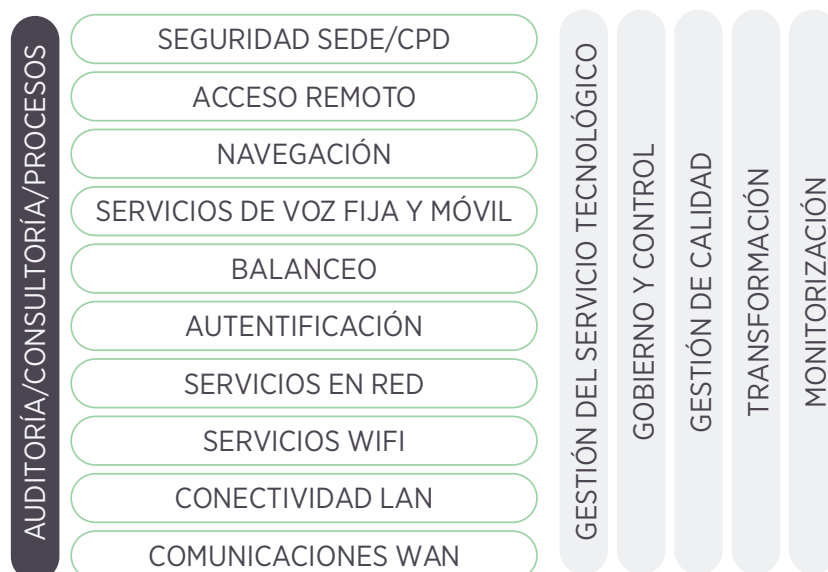 AUDITORÍA/CONSULTORÍA/PROCESOS
SEGURIDAD SEDE/CPD
ACCESO REMOTO
NAVEGACIÓN
SERVICIOS DE VOZ FIJA Y MÓVIL
BALANCEO
AUTENTIFICACIÓN
SERVICIOS EN RED
SERVICIOS WIFI
CONECTIVIDAD LAN
COMUNICACIONES WAN
GESTIÓN DEL SERVICIO TECNOLÓGICO
GOBIERNO Y CONTROL
GESTIÓN DE CALIDAD
TRANSFORMACIÓN
MONITORIZACIÓN